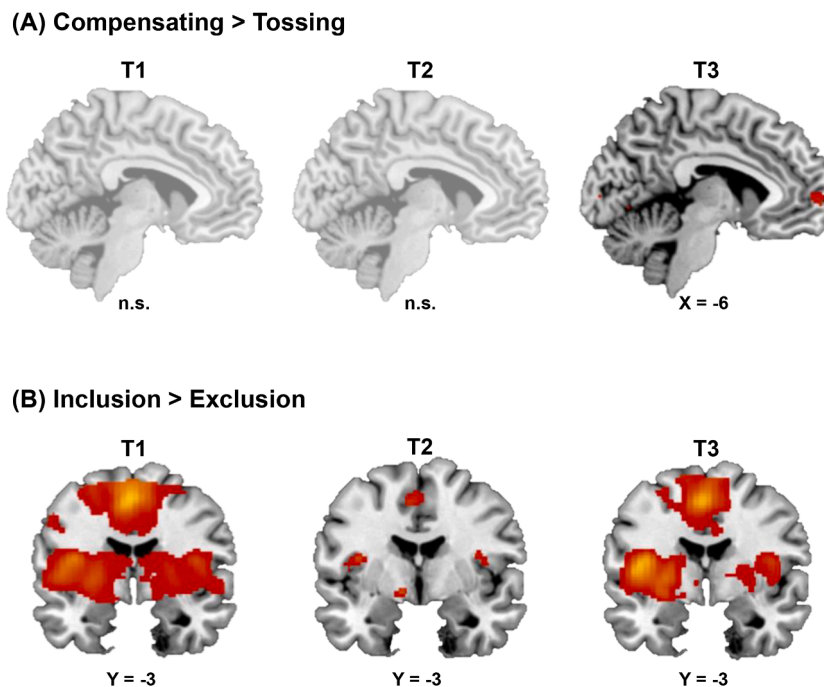 (A) Compensating > Tossing
T1 T2 T3
n.s. n.s. X = -6
(B) Inclusion > Exclusion
T1 T2 T3
Y = -3 Y = -3 Y = -3